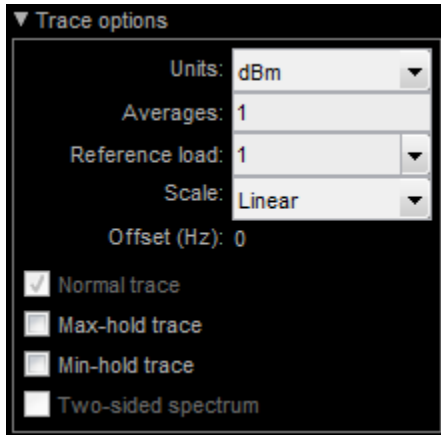 Trace options
Units: dBm
Averages: 1
Reference load: 1
Scale: Linear
Offset (Hz): 0
Normal trace
Max-hold trace
Min-hold trace
Two-sided spectrum